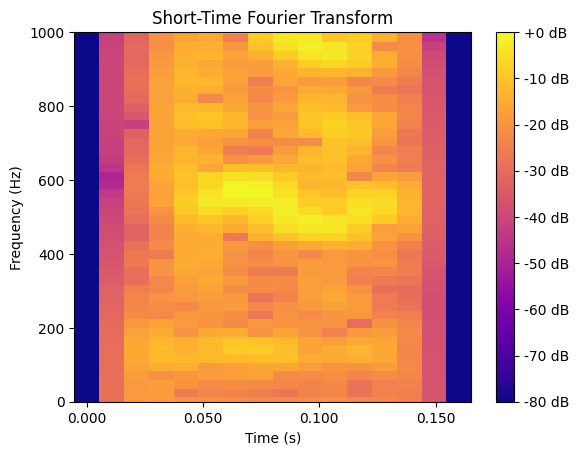 Short-Time Fourier Transform
1000
800
600
400
200
0
Frequency (Hz)
0.000
0.050
0.100
0.150
Time (s)
+0 dB
-10 dB
-20 dB
-30 dB
-40 dB
-50 dB
-60 dB
-70 dB
-80 dB